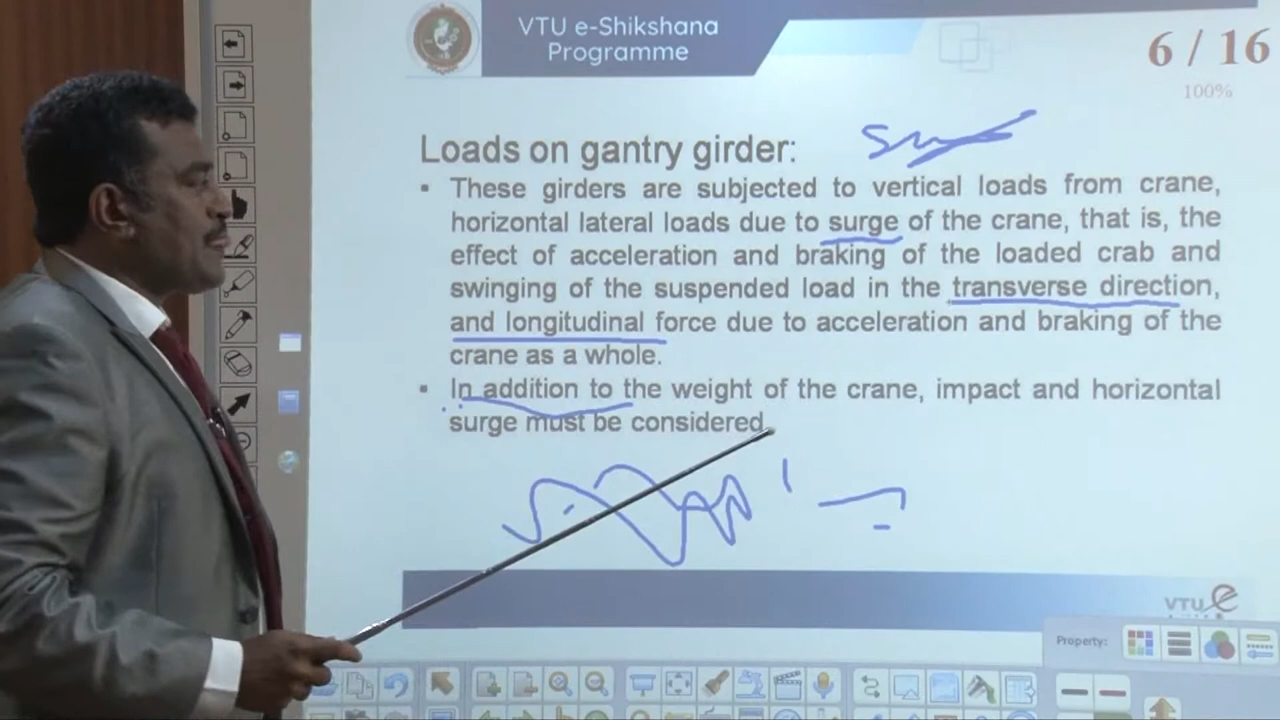 VTU e-Shikshana
Programme
6 / 16
100%
Loads on gantry girder:
▪ These girders are subjected to vertical loads from crane,
horizontal lateral loads due to surge of the crane, that is, the
effect of acceleration and braking of the loaded crab and
swinging of the suspended load in the transverse direction,
and longitudinal force due to acceleration and braking of the
crane as a whole.
▪ In addition to the weight of the crane, impact and horizontal
surge must be considered.
VTU e
Property: